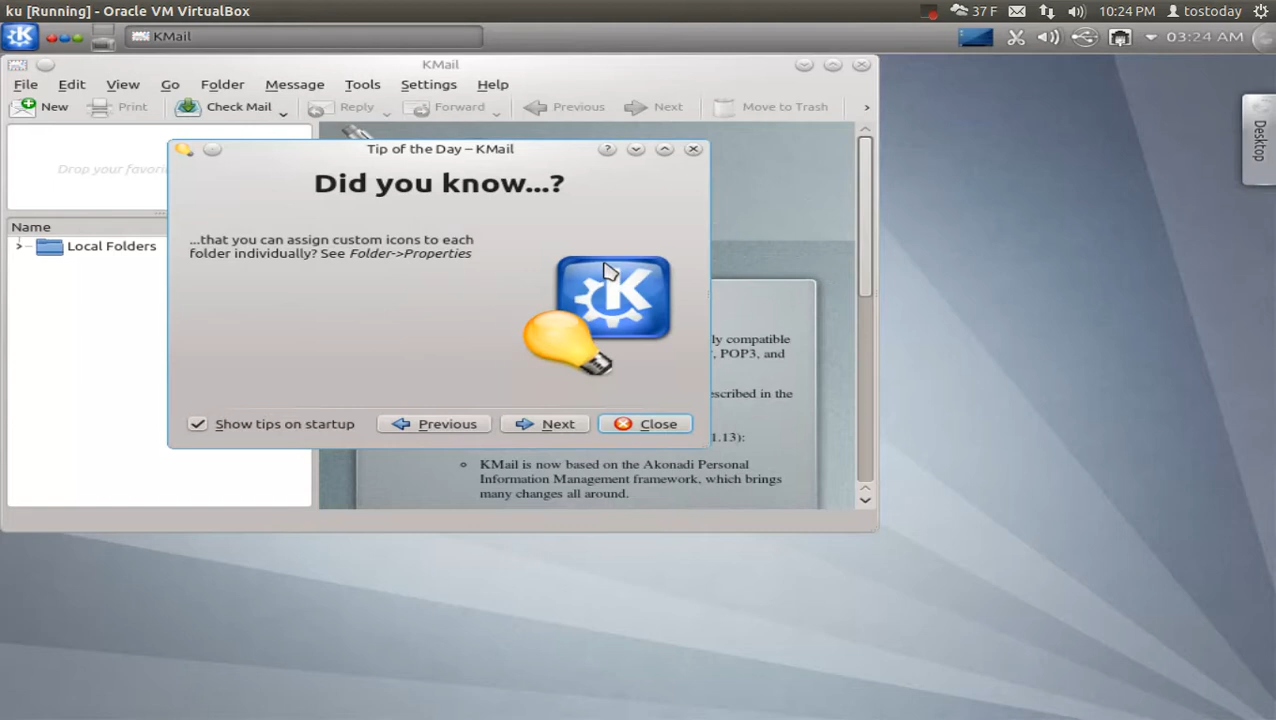 ku [Running] - Oracle VM VirtualBox
37 F
10:24 PM
tostoday
KMail
03:24 AM
KMail
File Edit View Go Folder Message Tools Settings Help
New Print Check Mail Reply Forward Previous Next Move to Trash
Desktop
Drop your favori
Name
Local Folders
Tip of the Day – KMail
Did you know...?
...that you can assign custom icons to each
folder individually? See Folder->Properties
Show tips on startup
Previous
Next
Close
ly compatible
, POP3, and
escribed in the
1.13):
KMail is now based on the Akonadi Personal
Information Management framework, which brings
many changes all around.